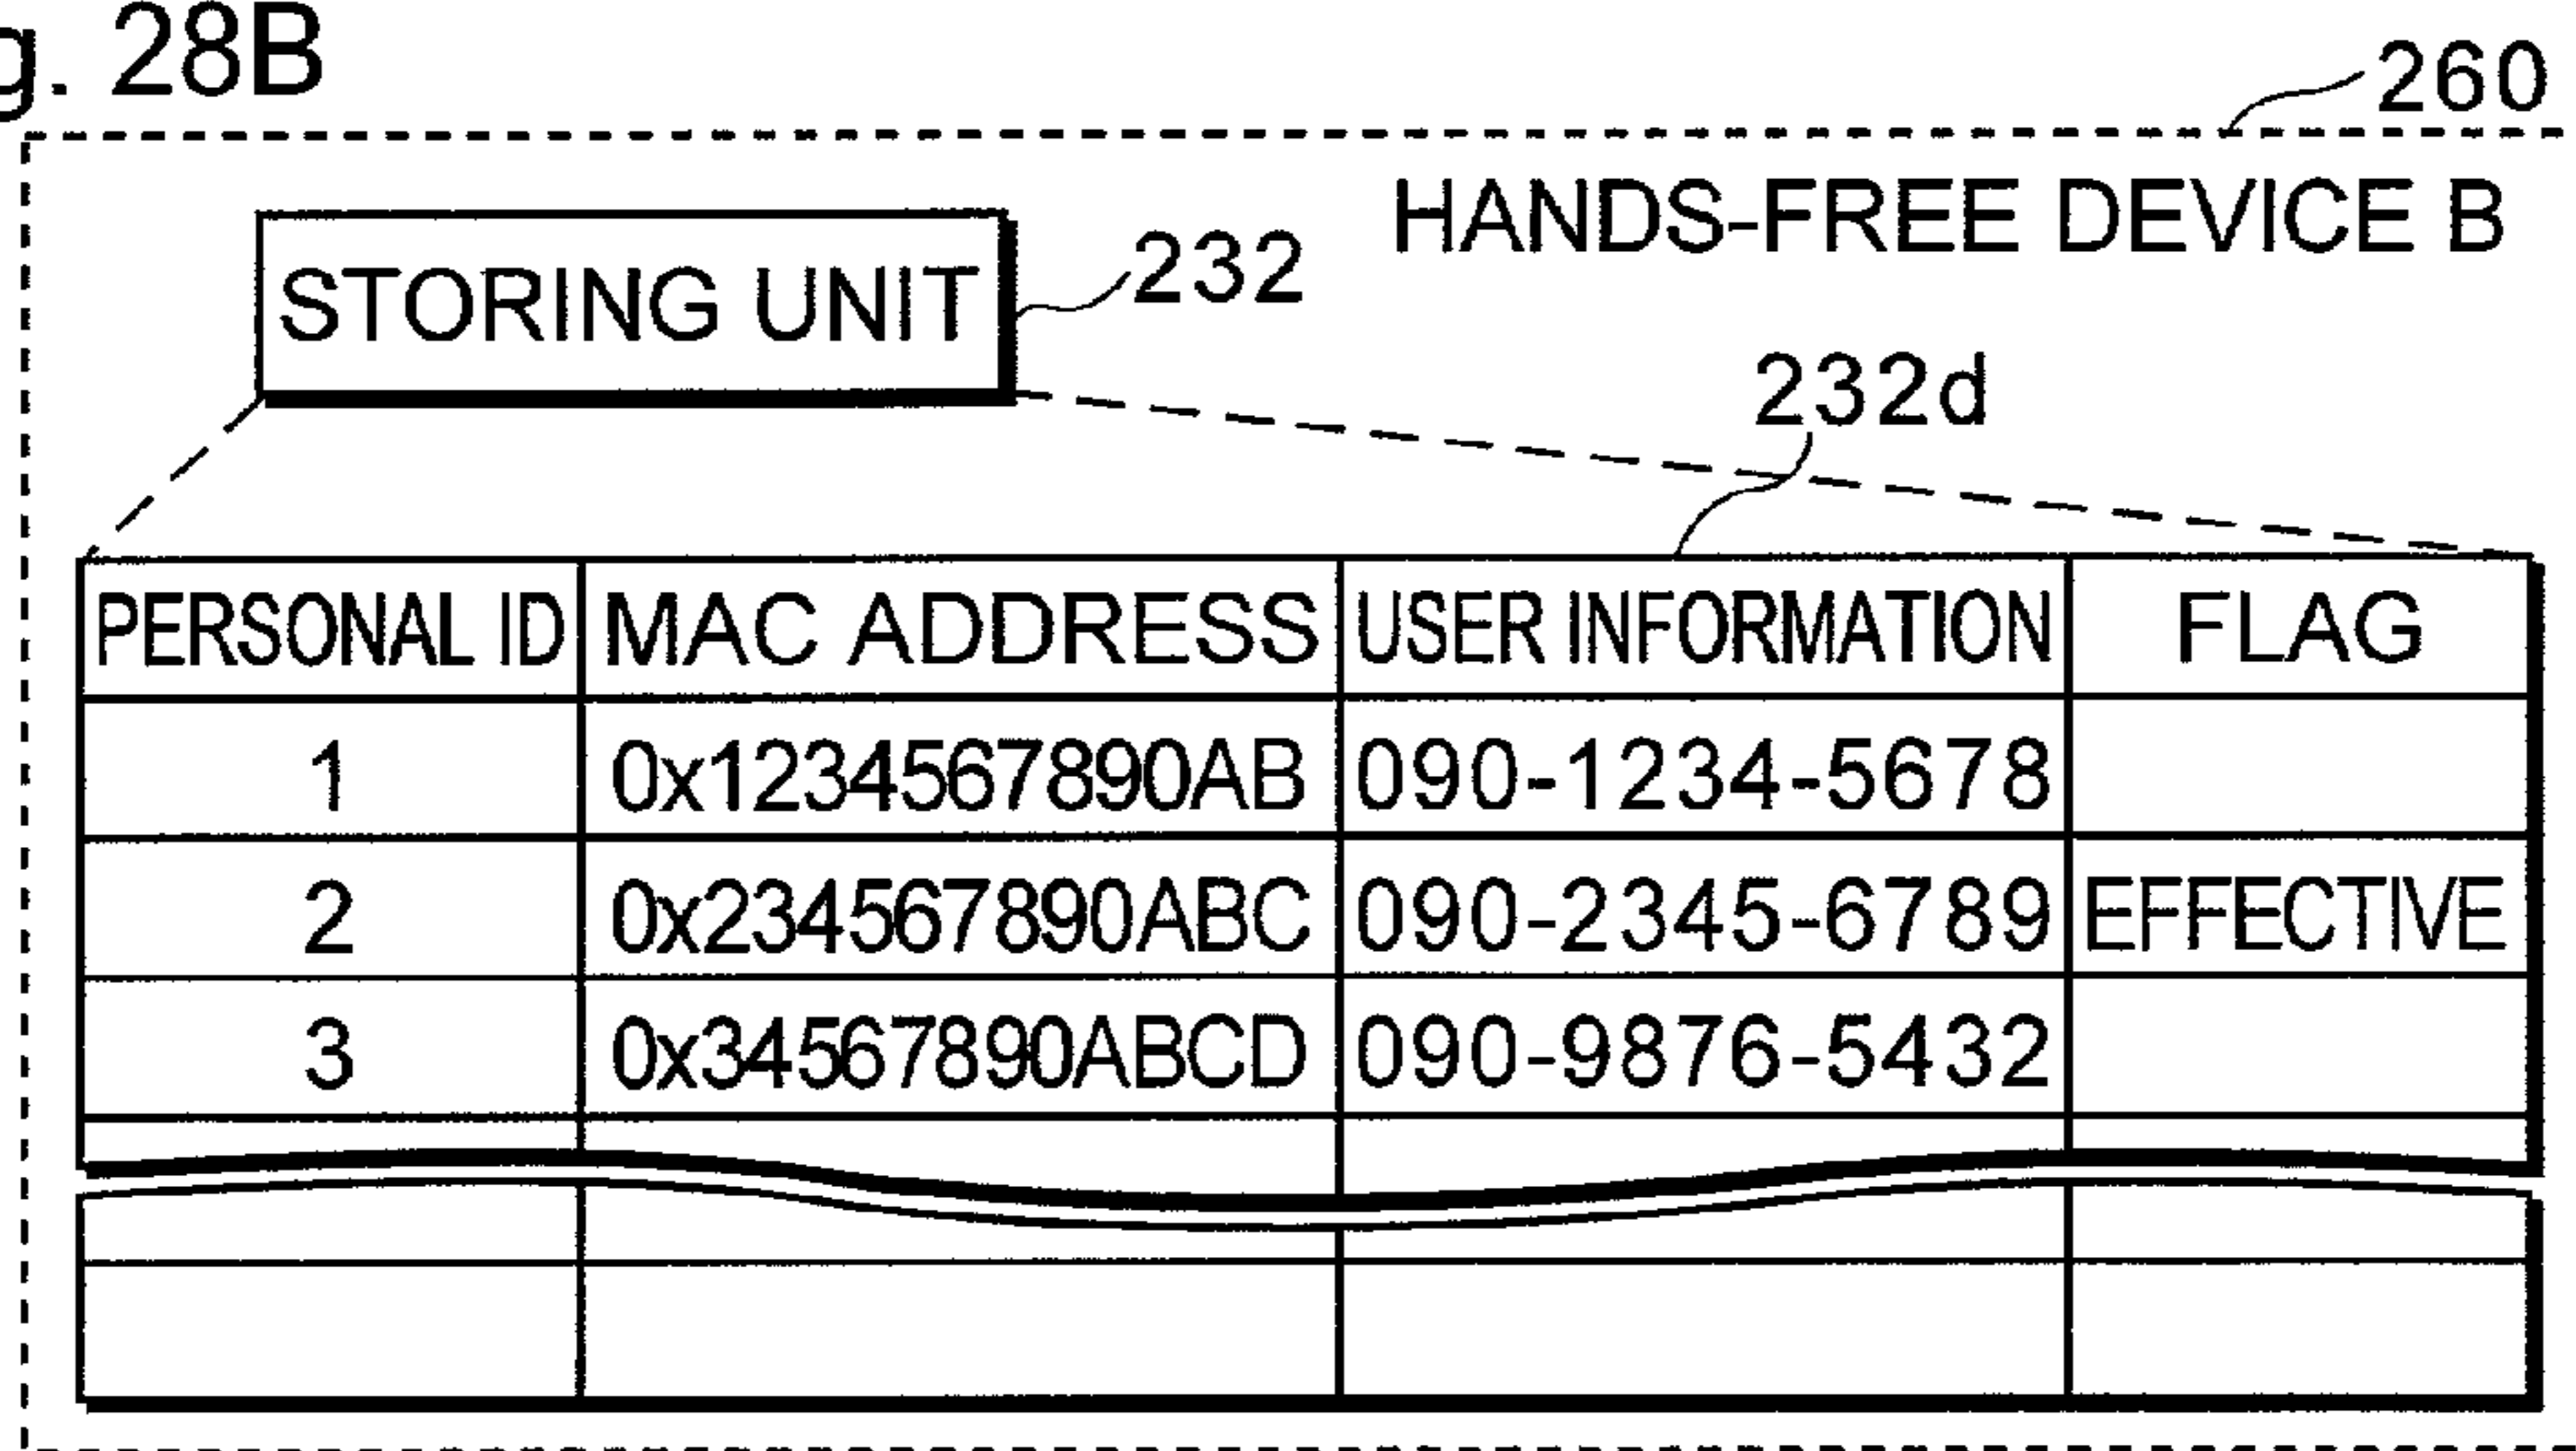 g. 28B
260
HANDS-FREE DEVICE B
STORING UNIT
232
232d
PERSONAL ID MAC ADDRESS USER INFORMATION FLAG
1 0x1234567890AB 090-1234-5678
2 0x234567890ABC 090-2345-6789 EFFECTIVE
3 0x34567890ABCD 090-9876-5432